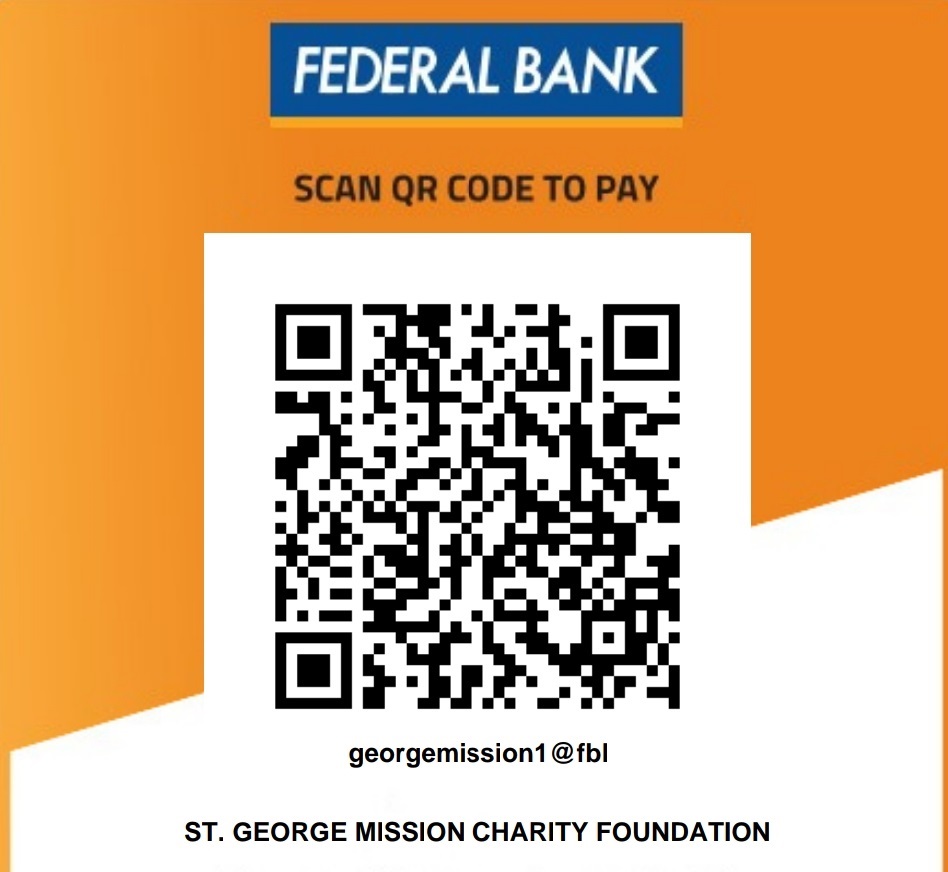 FEDERAL BANK
SCAN QR CODE TO PAY
georgemission1@fbl
ST. GEORGE MISSION CHARITY FOUNDATION